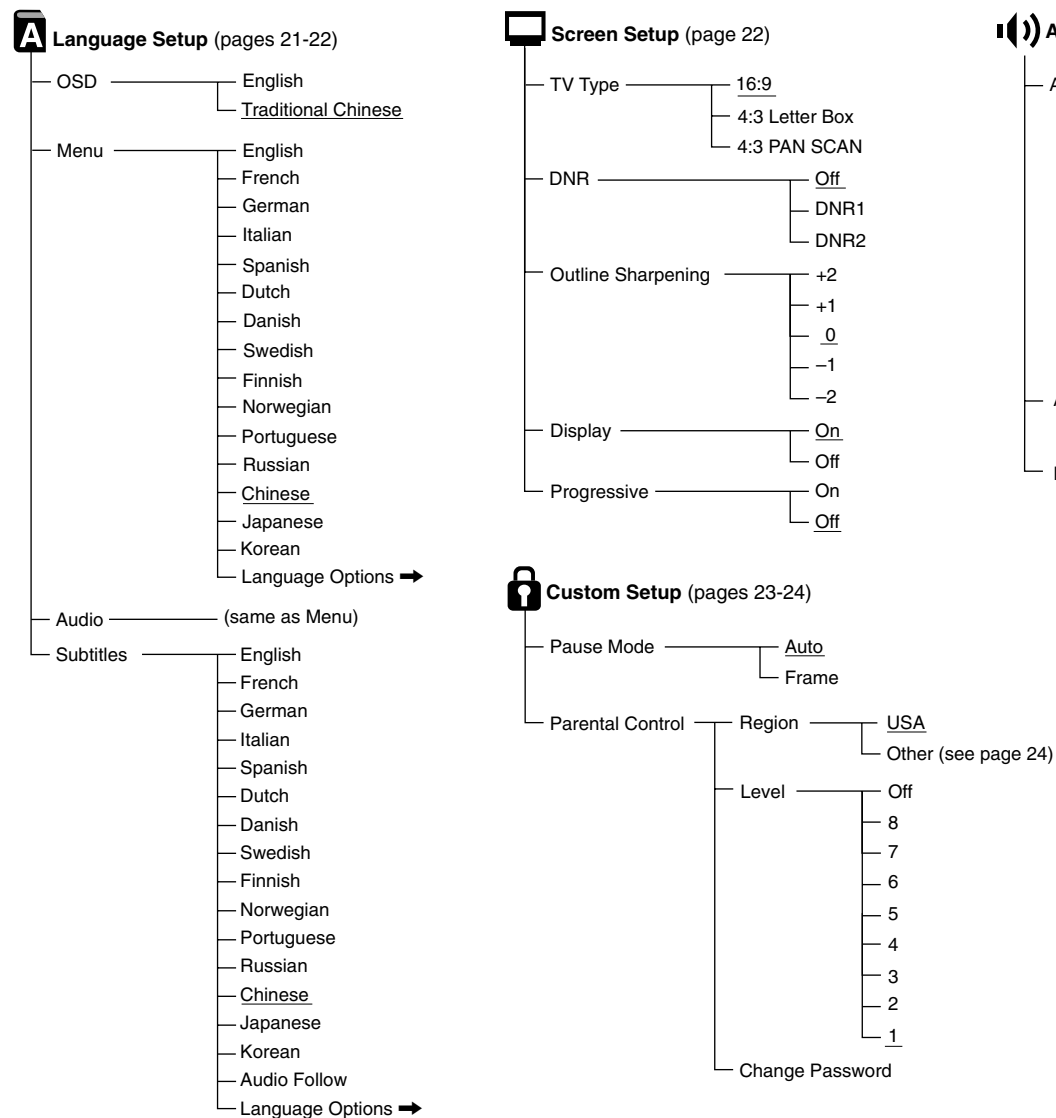 A Language Setup (pages 21-22)
OSD
English
Traditional Chinese
Menu
English
French
German
Italian
Spanish
Dutch
Danish
Swedish
Finnish
Norwegian
Portuguese
Russian
Chinese
Japanese
Korean
Language Options ➡
Audio
(same as Menu)
Subtitles
English
French
German
Italian
Spanish
Dutch
Danish
Swedish
Finnish
Norwegian
Portuguese
Russian
Chinese
Japanese
Korean
Audio Follow
Language Options ➡
Screen Setup (page 22)
TV Type
16:9
4:3 Letter Box
4:3 PAN SCAN
DNR
Off
DNR1
DNR2
Outline Sharpening
+2
+1
0
–1
–2
Display
On
Off
Progressive
On
Off
Custom Setup (pages 23-24)
Pause Mode
Auto
Frame
Parental Control
Region
USA
Other (see page 24)
Level
Off
8
7
6
5
4
3
2
1
Change Password